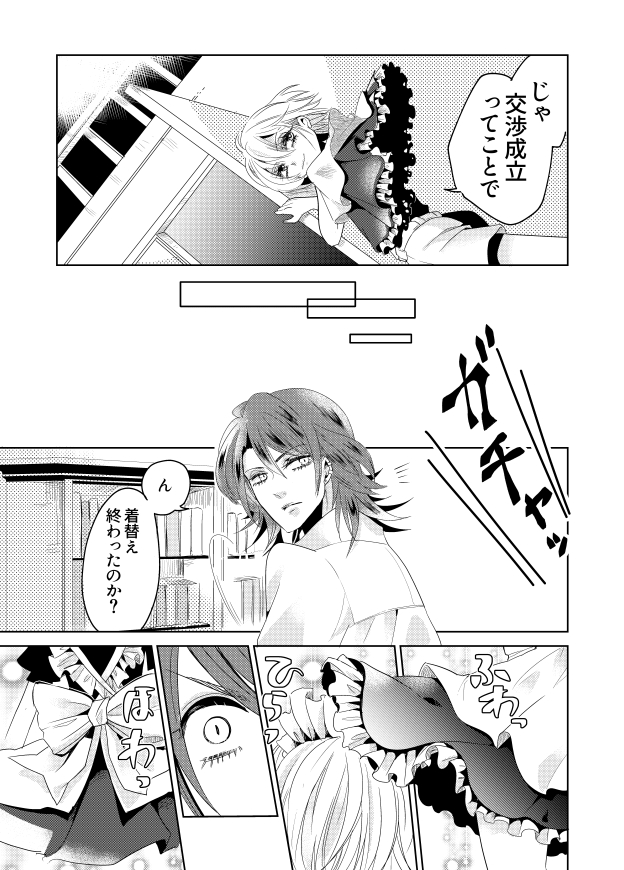 じゃ
交渉成立
ってことで
ガチャッ
ん
着替え
終わったのか？
ふわっ
ひらっ
ほわっ